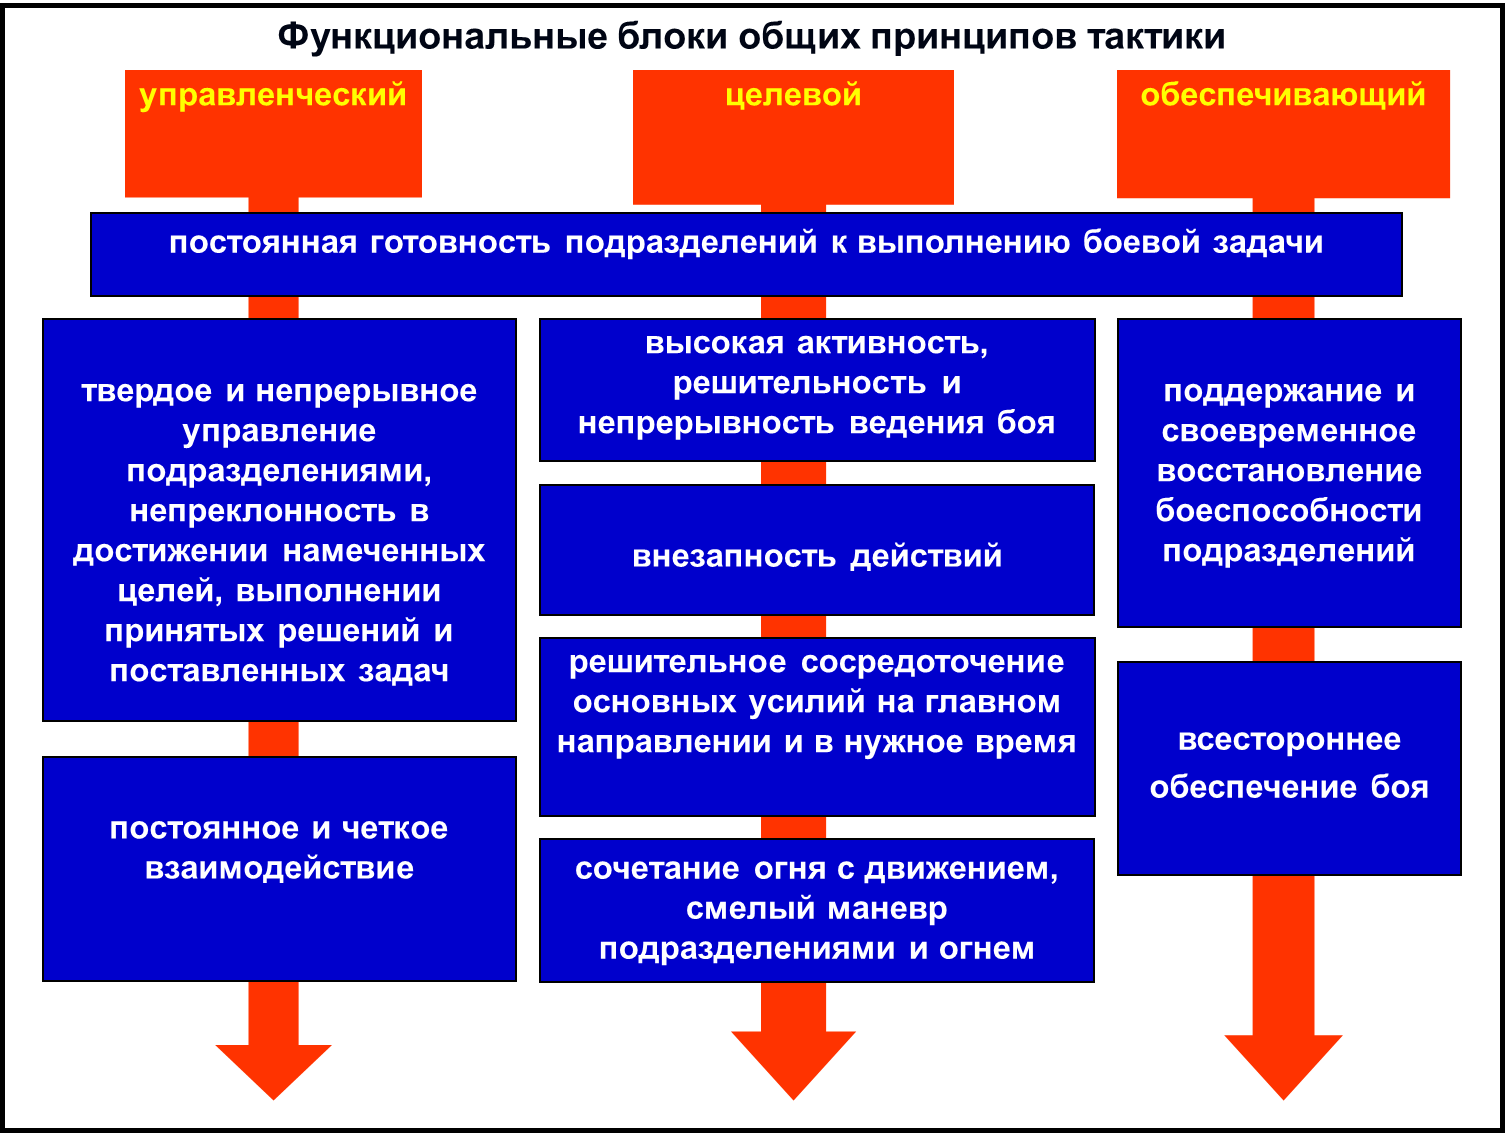 Функциональные блоки общих принципов тактики
управленческий
целевой
обеспечивающий
постоянная готовность подразделений к выполнению боевой задачи
твердое и непрерывное
управление
подразделениями,
непреклонность в
достижении намеченных
целей, выполнении
принятых решений и
поставленных задач
постоянное и четкое
взаимодействие
высокая активность,
решительность и
непрерывность ведения боя
внезапность действий
решительное сосредоточение
основных усилий на главном
направлении и в нужное время
сочетание огня с движением,
смелый маневр
подразделениями и огнем
поддержание и
своевременное
восстановление
боеспособности
подразделений
всестороннее
обеспечение боя